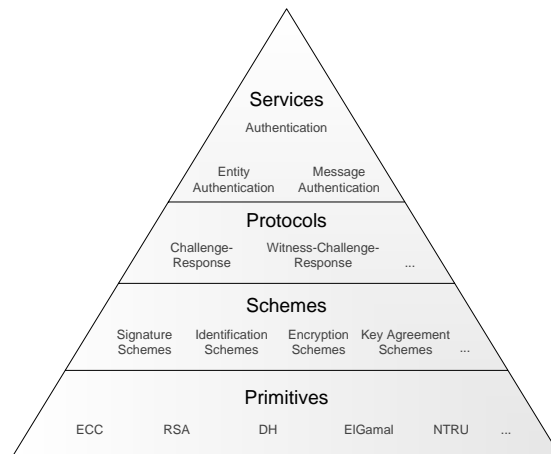 Services
Authentication
Entity Message
Authentication Authentication
Protocols
Challenge- Witness-Challenge-
Response Response ...
Schemes
Signature Identification Encryption Key Agreement
Schemes Schemes Schemes Schemes ...
Primitives
ECC RSA DH ElGamal NTRU ...